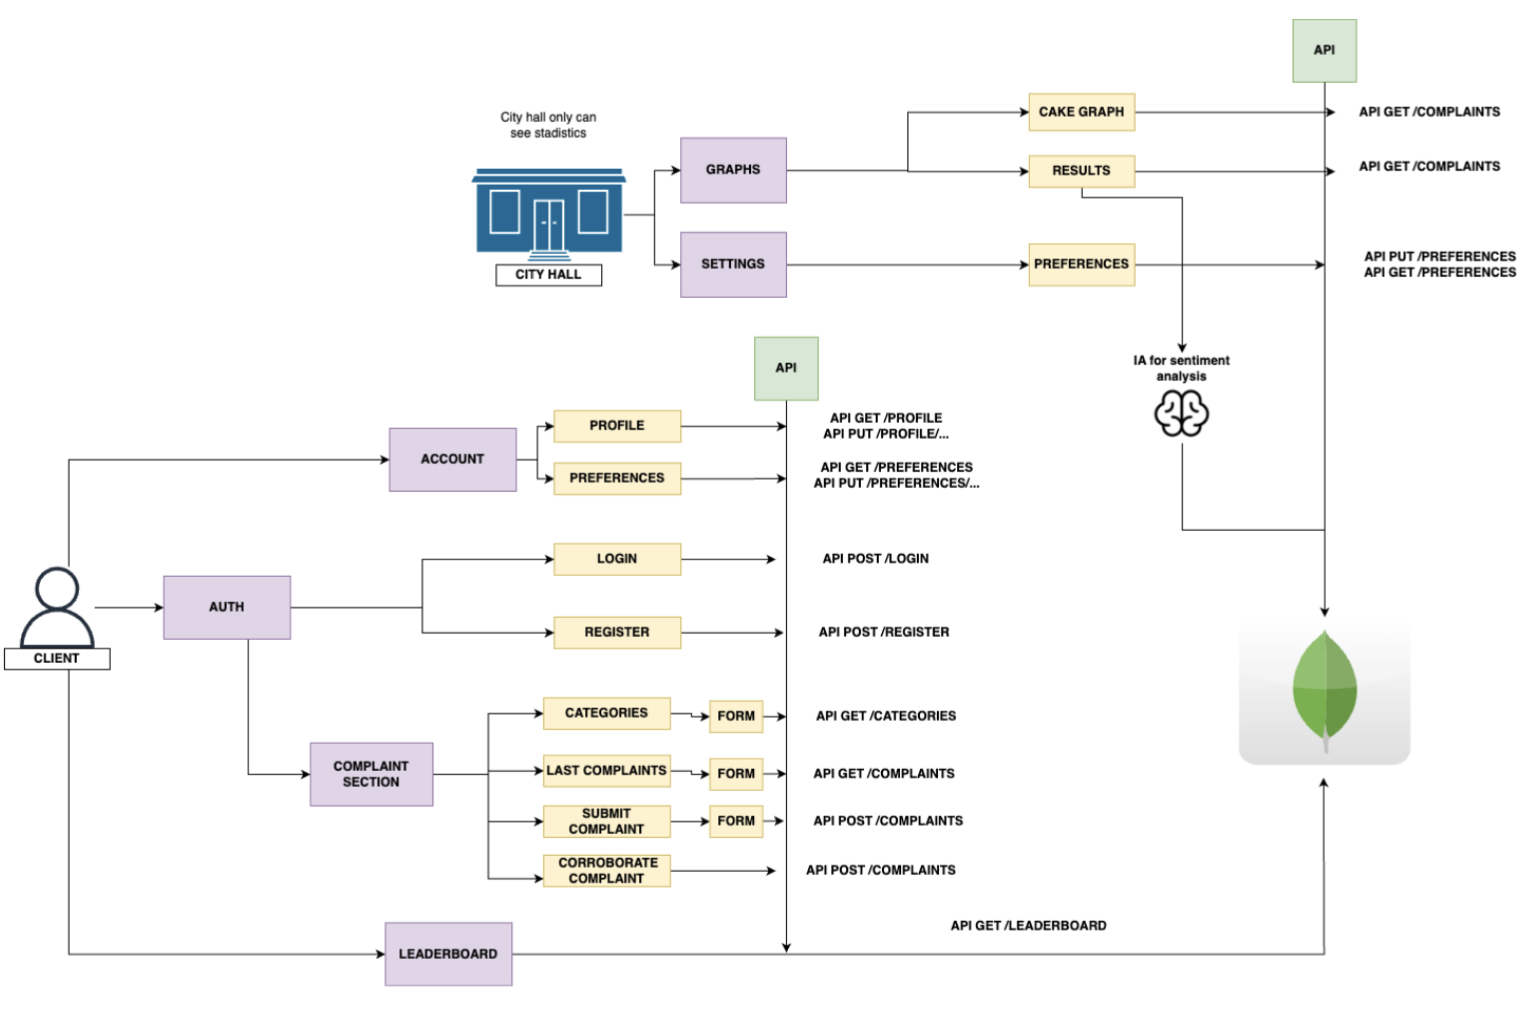 API
City hall only can
see stadistics
CAKE GRAPH
API GET /COMPLAINTS
GRAPHS
RESULTS
API GET /COMPLAINTS
CITY HALL
SETTINGS
PREFERENCES
API PUT /PREFERENCES
API GET /PREFERENCES
IA for sentiment
analysis
API
ACCOUNT
PROFILE
API GET /PROFILE
API PUT /PROFILE/...
PREFERENCES
API GET /PREFERENCES
API PUT /PREFERENCES/...
CLIENT
AUTH
LOGIN
API POST /LOGIN
REGISTER
API POST /REGISTER
COMPLAINT
SECTION
CATEGORIES
FORM
API GET /CATEGORIES
LAST COMPLAINTS
FORM
API GET /COMPLAINTS
SUBMIT
COMPLAINT
FORM
API POST /COMPLAINTS
CORROBORATE
COMPLAINT
API POST /COMPLAINTS
LEADERBOARD
API GET /LEADERBOARD